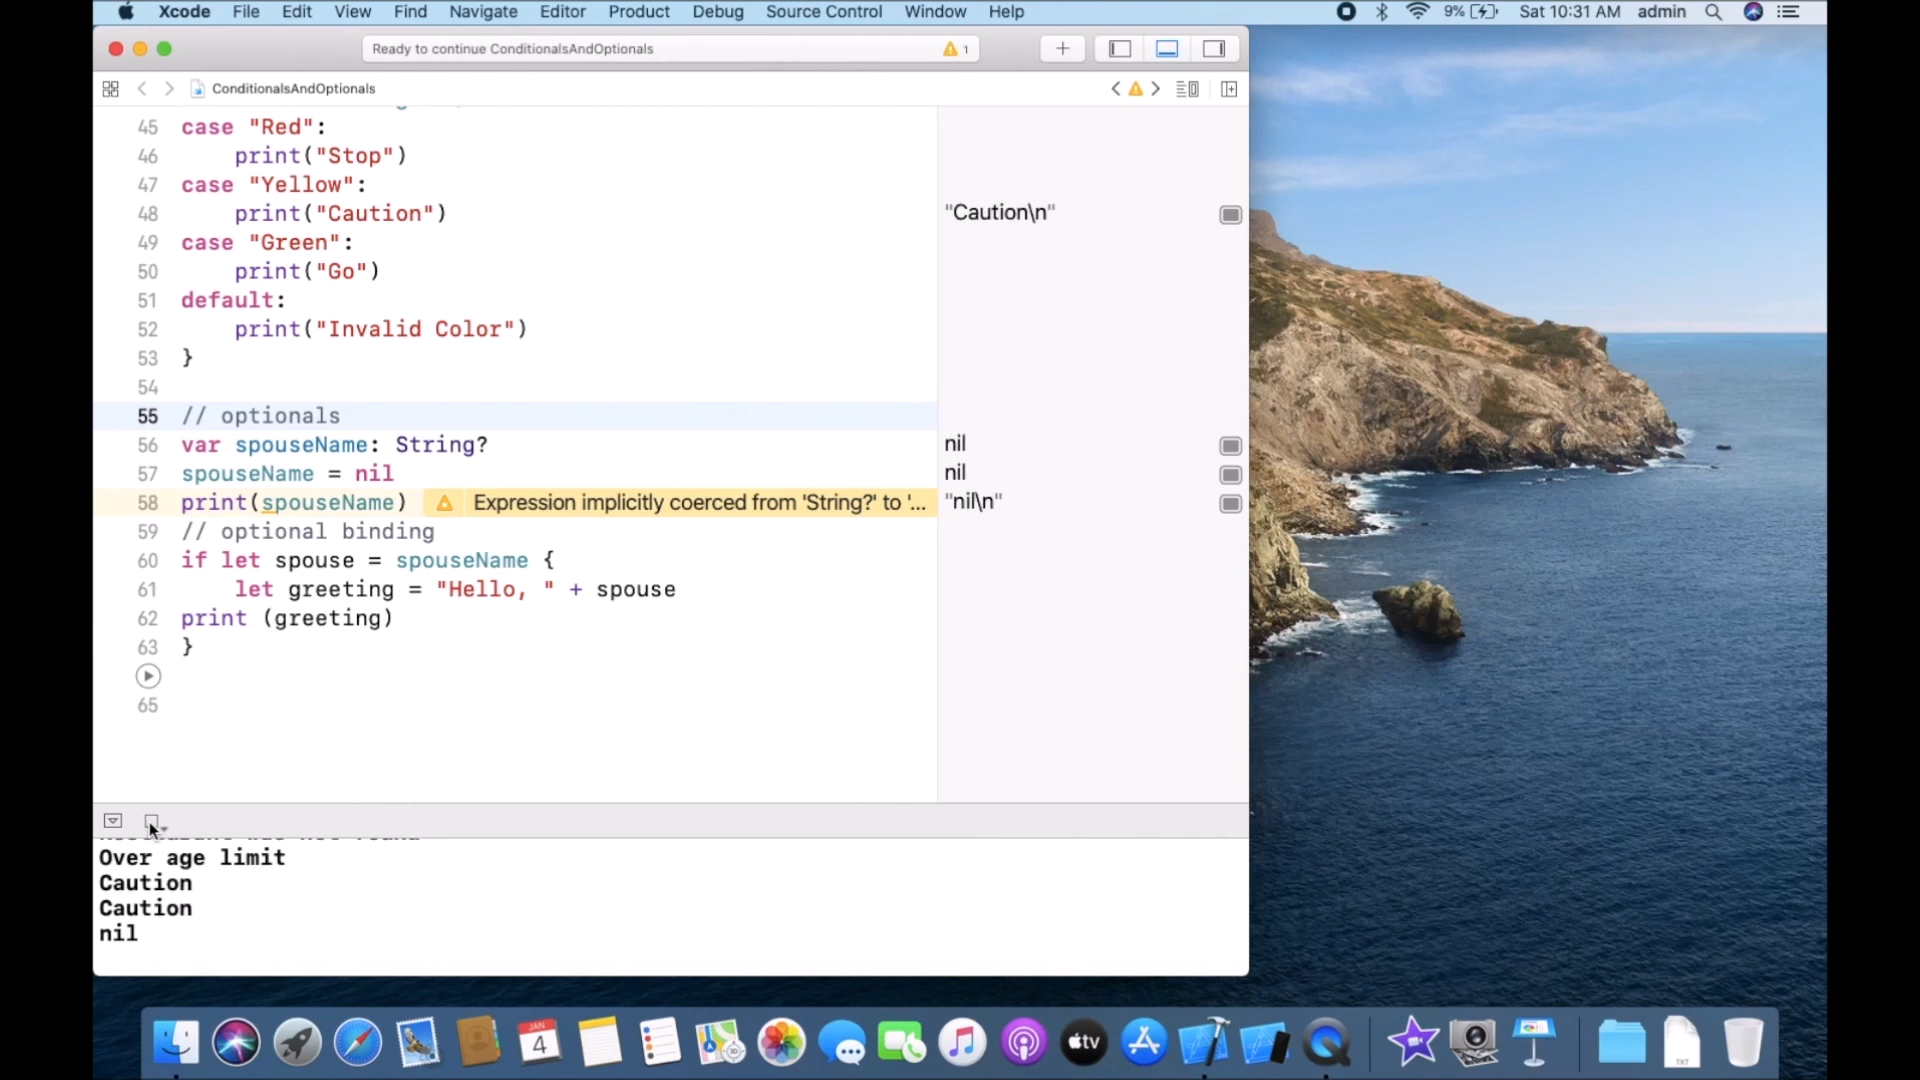 Xcode File Edit View Find Navigate Editor Product Debug Source Control Window Help 9% Sat 10:31 AM admin
Ready to continue ConditionalsAndOptionals 1
ConditionalsAndOptionals
45 case "Red":
46 print("Stop")
47 case "Yellow":
48 print("Caution") "Caution\n"
49 case "Green":
50 print("Go")
51 default:
52 print("Invalid Color")
53 }
54
55 // optionals
56 var spouseName: String? nil
57 spouseName = nil nil
58 print(spouseName) Expression implicitly coerced from 'String?' to '... "nil\n"
59 // optional binding
60 if let spouse = spouseName {
61 let greeting = "Hello, " + spouse
62 print (greeting)
63 }
65
Over age limit
Caution
Caution
nil
JAN
4
tv
TXT